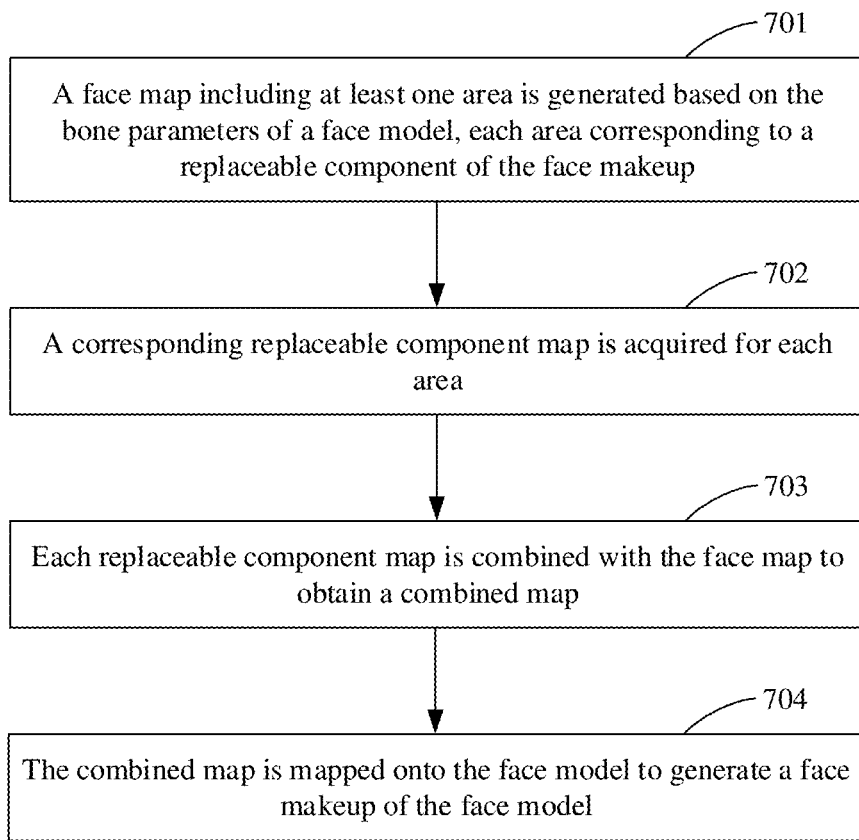 701
A face map including at least one area is generated based on the
bone parameters of a face model, each area corresponding to a
replaceable component of the face makeup
702
A corresponding replaceable component map is acquired for each
area
703
Each replaceable component map is combined with the face map to
obtain a combined map
704
The combined map is mapped onto the face model to generate a face
makeup of the face model